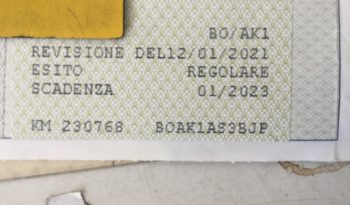 BO/AK1
REVISIONE DEL12/01/2021
ESITO REGOLARE
SCADENZA 01/2023
KM 230768 BOAK1AS3BJP